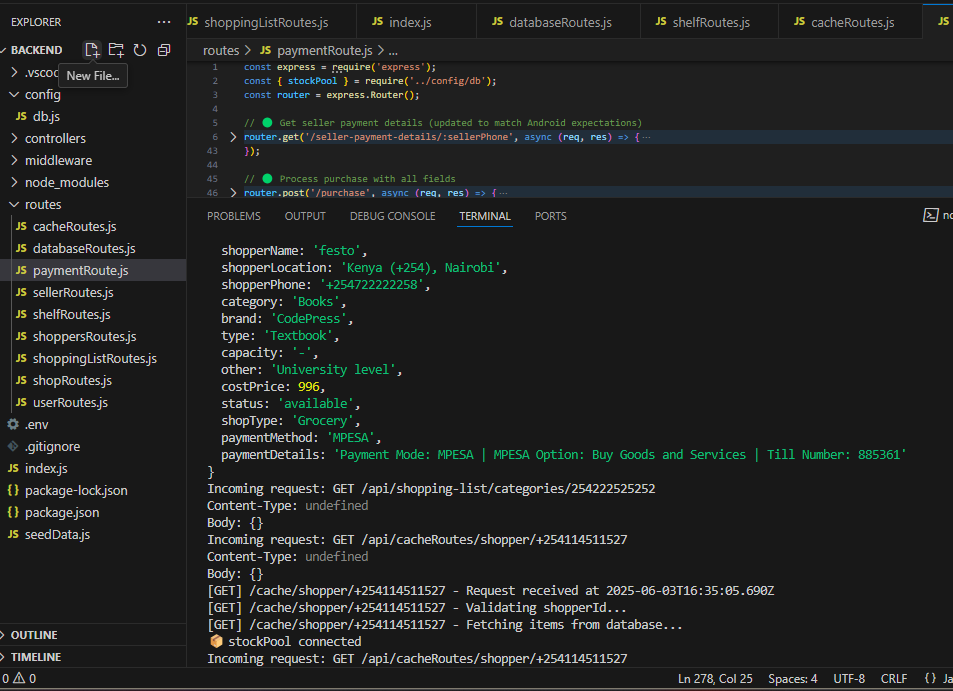 EXPLORER ···
BACKEND
New File...
.vscod
config
JS db.js
controllers
middleware
node_modules
routes
JS cacheRoutes.js
JS databaseRoutes.js
JS paymentRoute.js
JS sellerRoutes.js
JS shelfRoutes.js
JS shoppersRoutes.js
JS shoppingListRoutes.js
JS shopRoutes.js
JS userRoutes.js
.env
.gitignore
JS index.js
{} package-lock.json
{} package.json
JS seedData.js
OUTLINE
TIMELINE
JS shoppingListRoutes.js JS index.js JS databaseRoutes.js JS shelfRoutes.js JS cacheRoutes.js JS
routes > JS paymentRoute.js > ...
1 const express = require('express');
2 const { stockPool } = require('../config/db');
3 const router = express.Router();
4
5 // 🟢 Get seller payment details (updated to match Android expectations)
6 router.get('/seller-payment-details/:sellerPhone', async (req, res) => {···
43 });
44
45 // 🟢 Process purchase with all fields
46 router.post('/purchase', async (req, res) => {···
PROBLEMS OUTPUT DEBUG CONSOLE TERMINAL PORTS
shopperName: 'festo',
shopperLocation: 'Kenya (+254), Nairobi',
shopperPhone: '+254722222258',
category: 'Books',
brand: 'CodePress',
type: 'Textbook',
capacity: '-',
other: 'University level',
costPrice: 996,
status: 'available',
shopType: 'Grocery',
paymentMethod: 'MPESA',
paymentDetails: 'Payment Mode: MPESA | MPESA Option: Buy Goods and Services | Till Number: 885361'
}
Incoming request: GET /api/shopping-list/categories/254222525252
Content-Type: undefined
Body: {}
Incoming request: GET /api/cacheRoutes/shopper/+254114511527
Content-Type: undefined
Body: {}
[GET] /cache/shopper/+254114511527 - Request received at 2025-06-03T16:35:05.690Z
[GET] /cache/shopper/+254114511527 - Validating shopperId...
[GET] /cache/shopper/+254114511527 - Fetching items from database...
📦 stockPool connected
Incoming request: GET /api/cacheRoutes/shopper/+254114511527
0 ⚠ 0 Ln 278, Col 25 Spaces: 4 UTF-8 CRLF {} Ja